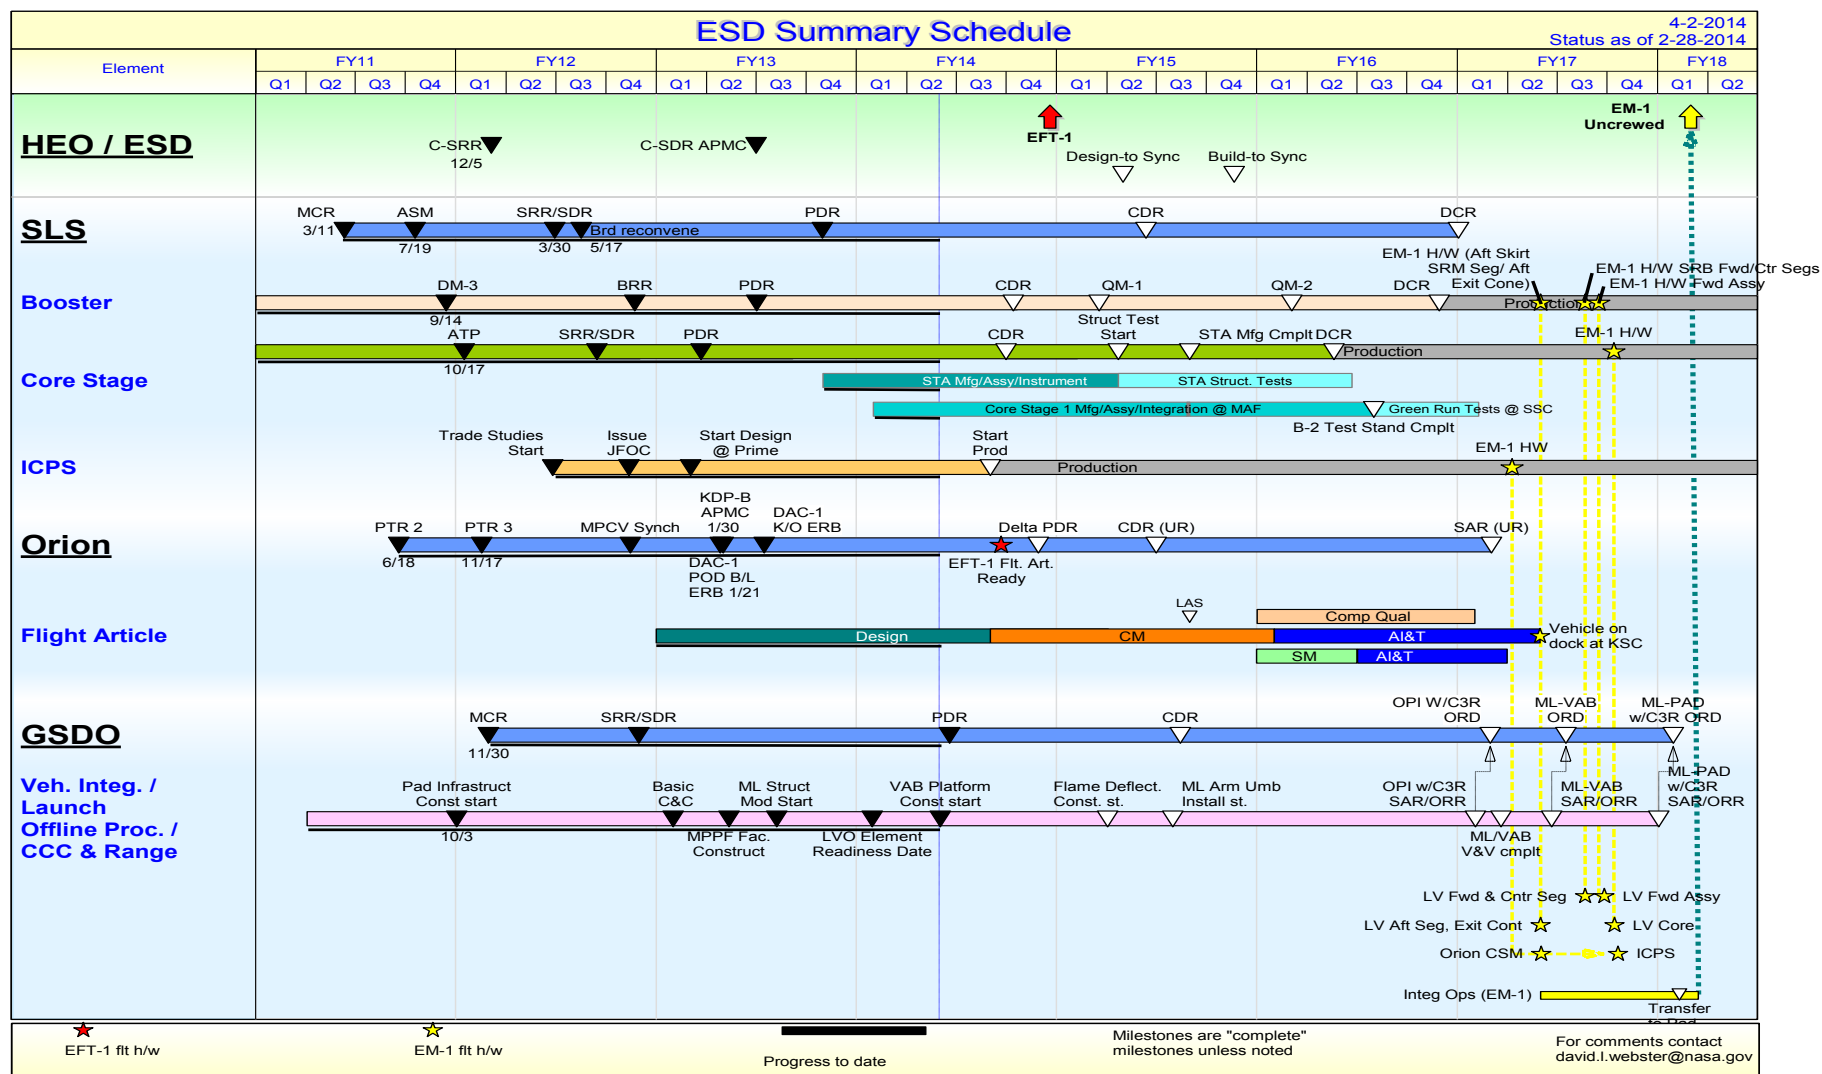 ESD Summary Schedule
4-2-2014
Status as of 2-28-2014
Element
FY11 FY12 FY13 FY14 FY15 FY16 FY17 FY18
Q1 Q2 Q3 Q4 Q1 Q2 Q3 Q4 Q1 Q2 Q3 Q4 Q1 Q2 Q3 Q4 Q1 Q2 Q3 Q4 Q1 Q2 Q3 Q4 Q1 Q2 Q3 Q4 Q1 Q2
HEO / ESD
C-SRR
12/5
C-SDR APMC
EFT-1
Design-to Sync
Build-to Sync
EM-1
Uncrewed
SLS
MCR
3/11
ASM
7/19
SRR/SDR
3/30
Brd reconvene
5/17
PDR
CDR
DCR
Booster
DM-3
9/14
BRR
PDR
CDR
QM-1
QM-2
DCR
EM-1 H/W (Aft Skirt
SRM Seg/ Aft
Exit Cone)
Production
EM-1 H/W SRB Fwd/Ctr Segs
EM-1 H/W Fwd Assy
Core Stage
ATP
10/17
SRR/SDR
PDR
CDR
Struct Test
Start
STA Mfg Cmplt
DCR
Production
EM-1 H/W
STA Mfg/Assy/Instrument
STA Struct. Tests
Core Stage 1 Mfg/Assy/Integration @ MAF
Green Run Tests @ SSC
B-2 Test Stand Cmplt
ICPS
Trade Studies
Start
Issue
JFOC
Start Design
@ Prime
Start
Prod
Production
EM-1 HW
Orion
PTR 2
6/18
PTR 3
11/17
MPCV Synch
KDP-B
APMC
1/30
DAC-1
POD B/L
ERB 1/21
DAC-1
K/O ERB
EFT-1 Flt. Art.
Ready
Delta PDR
CDR (UR)
SAR (UR)
Flight Article
LAS
Comp Qual
Design
CM
AI&T
Vehicle on
dock at KSC
SM
AI&T
GSDO
MCR
11/30
SRR/SDR
PDR
CDR
OPI W/C3R
ORD
ML-VAB
ORD
ML-PAD
w/C3R ORD
Veh. Integ. /
Launch
Offline Proc. /
CCC & Range
Pad Infrastruct
Const start
10/3
Basic
C&C
MPPF Fac.
Construct
ML Struct
Mod Start
LVO Element
Readiness Date
VAB Platform
Const start
Flame Deflect.
Const. st.
ML Arm Umb
Install st.
OPI w/C3R
SAR/ORR
ML/VAB
V&V cmplt
ML-VAB
SAR/ORR
ML-PAD
w/C3R
SAR/ORR
LV Fwd & Cntr Seg
LV Fwd Assy
LV Aft Seg, Exit Cont
LV Core
Orion CSM
ICPS
Integ Ops (EM-1)
Transfer
to Pad
EFT-1 flt h/w
EM-1 flt h/w
Progress to date
Milestones are "complete"
milestones unless noted
For comments contact
david.l.webster@nasa.gov